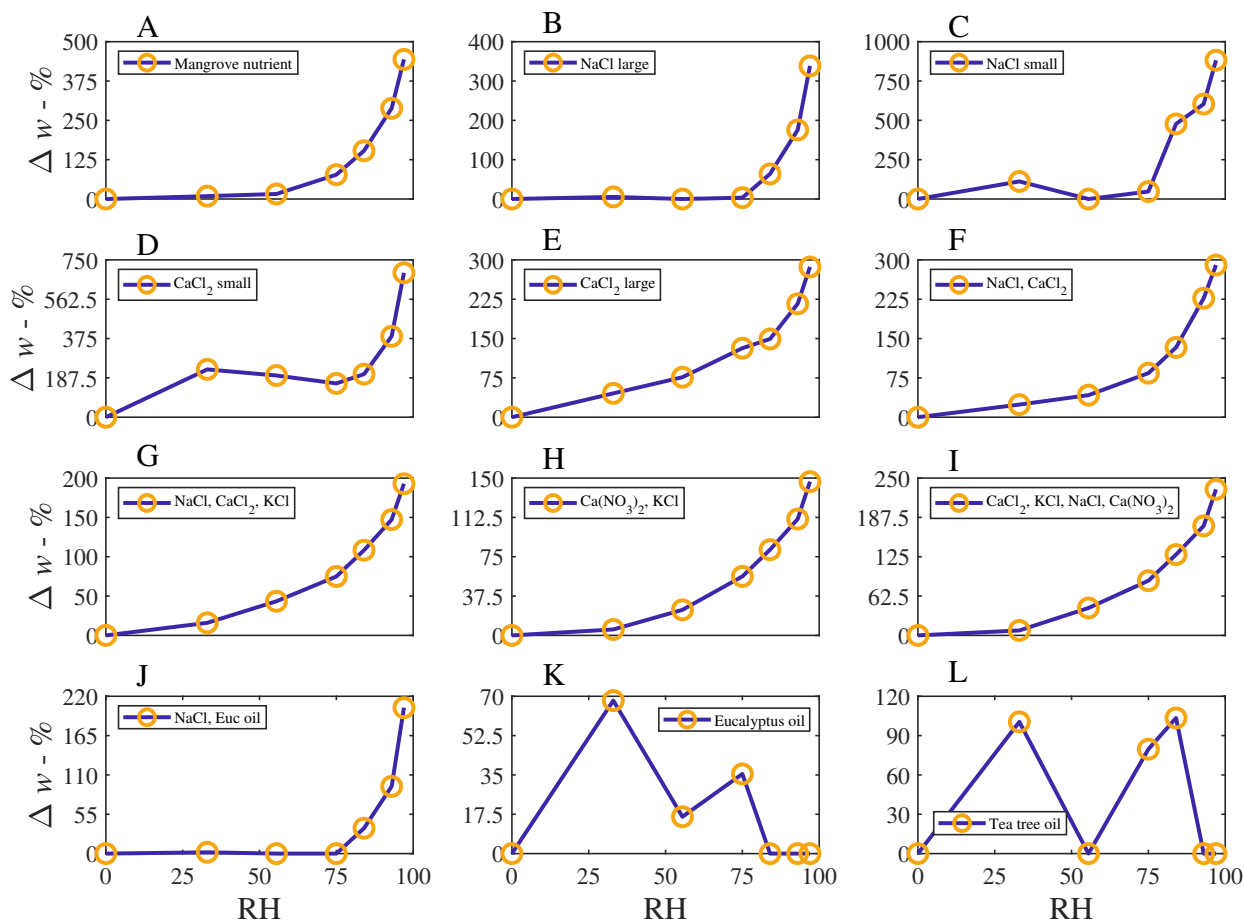 A
500
375
250
125
0
Δ w - %
Mangrove nutrient
B
400
300
200
100
0
NaCl large
C
1000
750
500
250
0
NaCl small
D
750
562.5
375
187.5
0
Δ w - %
CaCl₂ small
E
300
225
150
75
0
CaCl₂ large
F
300
225
150
75
0
NaCl, CaCl₂
G
200
150
100
50
0
Δ w - %
NaCl, CaCl₂, KCl
H
150
112.5
75
37.5
0
Ca(NO₃)₂, KCl
I
250
187.5
125
62.5
0
CaCl₂, KCl, NaCl, Ca(NO₃)₂
J
220
165
110
55
0
Δ w - %
NaCl, Euc oil
0 25 50 75 100
RH
K
70
52.5
35
17.5
0
Eucalyptus oil
0 25 50 75 100
RH
L
120
90
60
30
0
Tea tree oil
0 25 50 75 100
RH